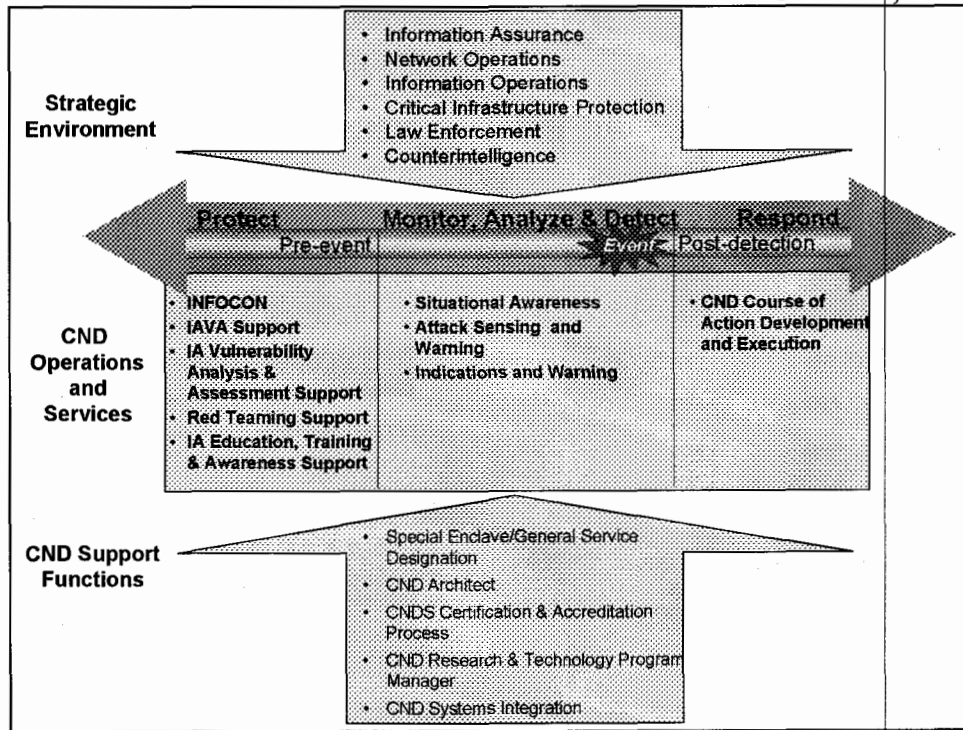 • Information Assurance
• Network Operations
• Information Operations
• Critical Infrastructure Protection
• Law Enforcement
• Counterintelligence
Strategic
Environment
Protect
Monitor, Analyze & Detect
Respond
Pre-event
Event
Post-detection
CND
Operations
and
Services
• INFOCON
• IAVA Support
• IA Vulnerability
Analysis &
Assessment Support
• Red Teaming Support
• IA Education, Training
& Awareness Support
• Situational Awareness
• Attack Sensing and
Warning
• Indications and Warning
• CND Course of
Action Development
and Execution
CND Support
Functions
• Special Enclave/General Service
Designation
• CND Architect
• CNDS Certification & Accreditation
Process
• CND Research & Technology Program
Manager
• CND Systems Integration